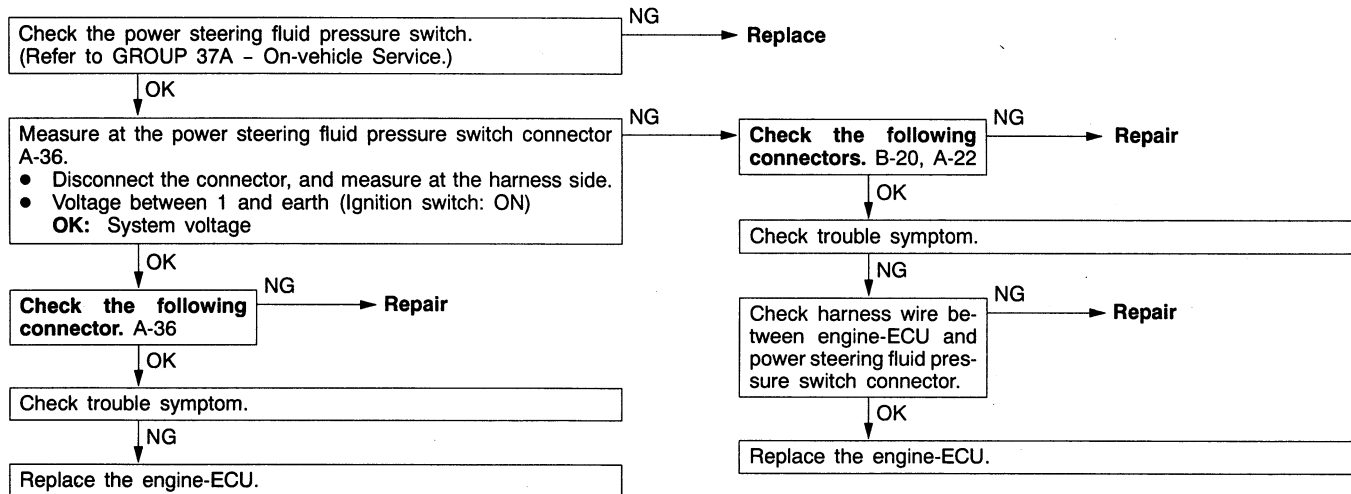 Check the power steering fluid pressure switch.
(Refer to GROUP 37A – On-vehicle Service.)
NG
Replace
OK
Measure at the power steering fluid pressure switch connector
A-36.
● Disconnect the connector, and measure at the harness side.
● Voltage between 1 and earth (Ignition switch: ON)
OK: System voltage
OK
Check the following
connector. A-36
NG
Repair
OK
Check trouble symptom.
NG
Replace the engine-ECU.
NG
Check the following
connectors. B-20, A-22
NG
Repair
OK
Check trouble symptom.
NG
Check harness wire be-
tween engine-ECU and
power steering fluid pres-
sure switch connector.
NG
Repair
OK
Replace the engine-ECU.